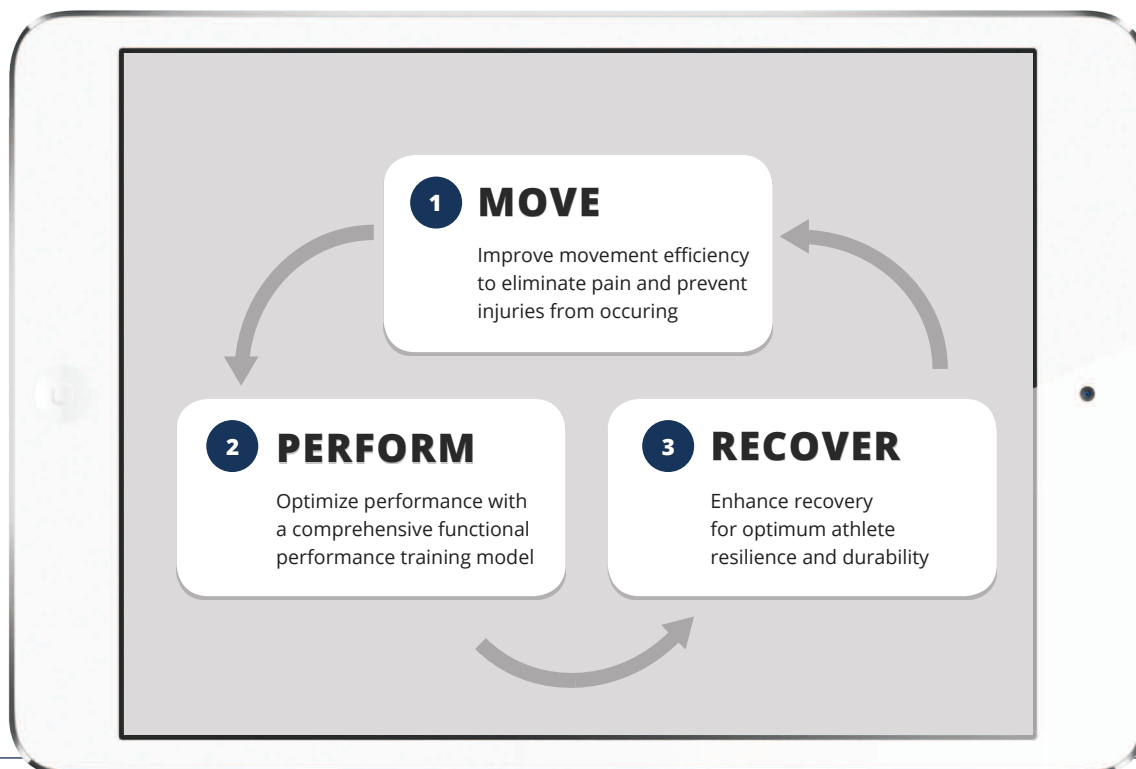 1 MOVE
Improve movement efficiency
to eliminate pain and prevent
injuries from occuring
2 PERFORM
Optimize performance with
a comprehensive functional
performance training model
3 RECOVER
Enhance recovery
for optimum athlete
resilience and durability